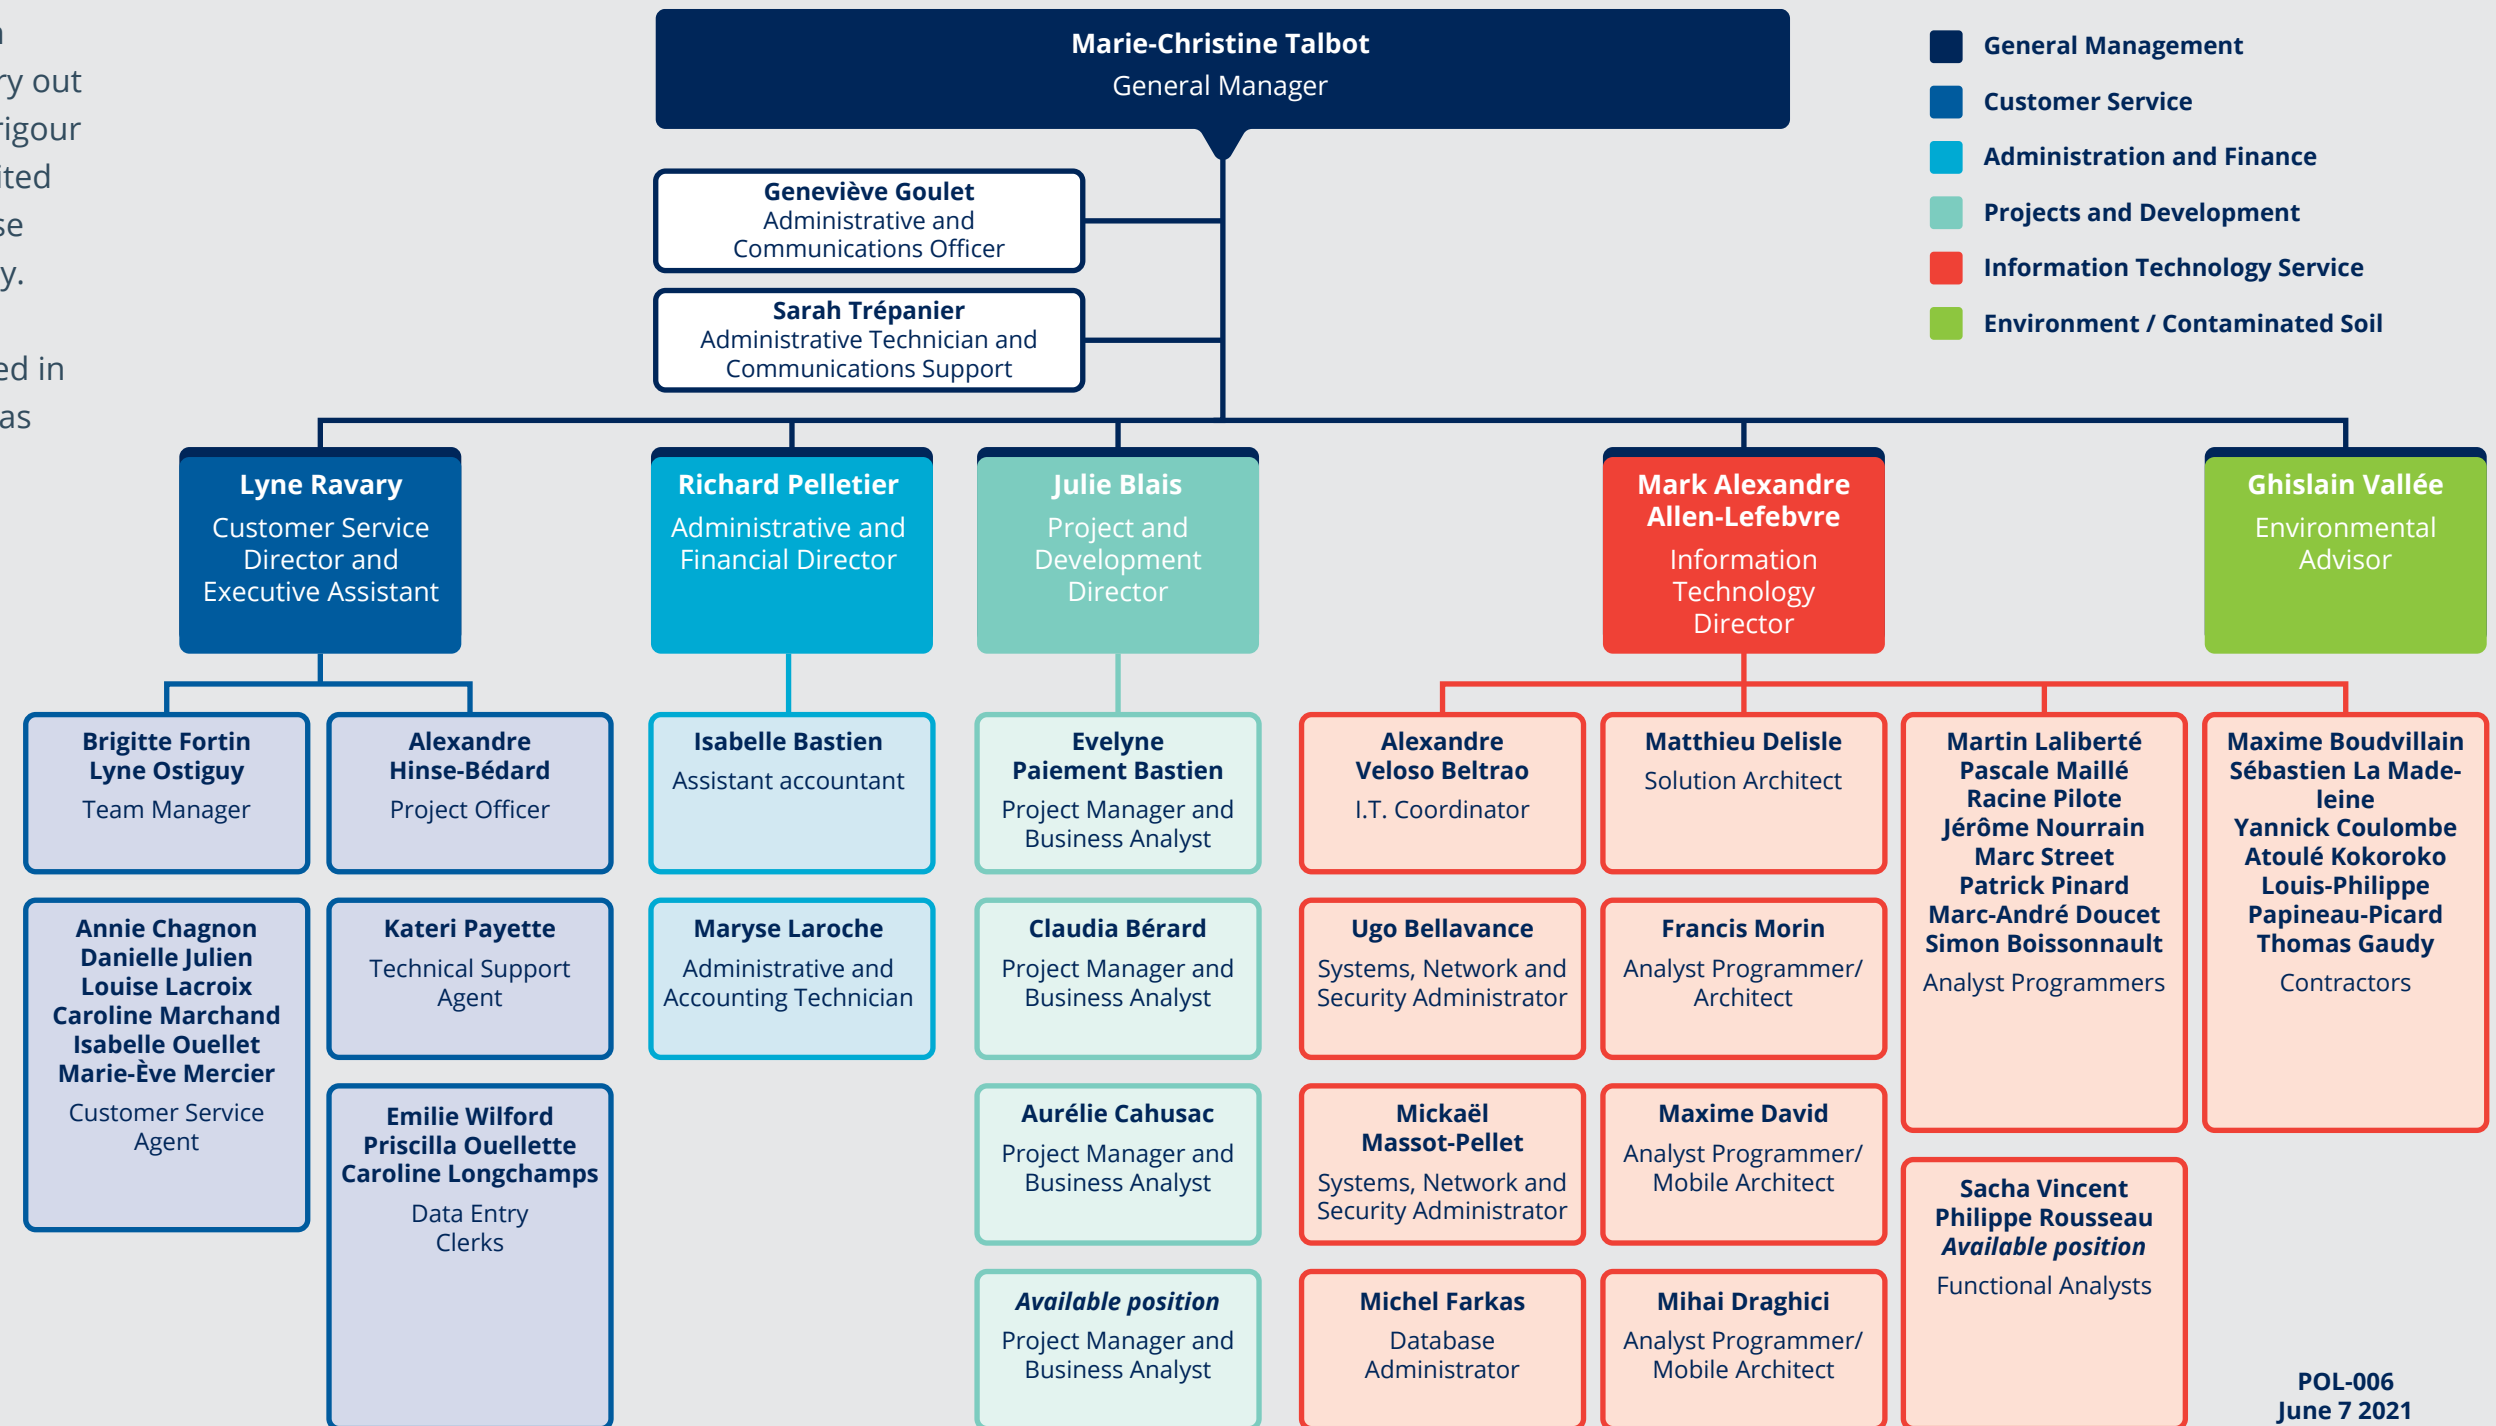 ry out
rigour
ited
se
y.
ed in
as
Marie-Christine Talbot
General Manager
General Management
Customer Service
Administration and Finance
Projects and Development
Information Technology Service
Environment / Contaminated Soil
Geneviève Goulet
Administrative and
Communications Officer
Sarah Trépanier
Administrative Technician and
Communications Support
Lyne Ravary
Customer Service
Director and
Executive Assistant
Richard Pelletier
Administrative and
Financial Director
Julie Blais
Project and
Development
Director
Mark Alexandre
Allen-Lefebvre
Information
Technology
Director
Ghislain Vallée
Environmental
Advisor
Brigitte Fortin
Lyne Ostiguy
Team Manager
Annie Chagnon
Danielle Julien
Louise Lacroix
Caroline Marchand
Isabelle Ouellet
Marie-Ève Mercier
Customer Service
Agent
Alexandre
Hinse-Bédard
Project Officer
Kateri Payette
Technical Support
Agent
Emilie Wilford
Priscilla Ouellette
Caroline Longchamps
Data Entry
Clerks
Isabelle Bastien
Assistant accountant
Maryse Laroche
Administrative and
Accounting Technician
Evelyne
Paiement Bastien
Project Manager and
Business Analyst
Claudia Bérard
Project Manager and
Business Analyst
Aurélie Cahusac
Project Manager and
Business Analyst
Available position
Project Manager and
Business Analyst
Alexandre
Veloso Beltrao
I.T. Coordinator
Ugo Bellavance
Systems, Network and
Security Administrator
Mickaël
Massot-Pellet
Systems, Network and
Security Administrator
Michel Farkas
Database
Administrator
Matthieu Delisle
Solution Architect
Francis Morin
Analyst Programmer/
Architect
Maxime David
Analyst Programmer/
Mobile Architect
Mihai Draghici
Analyst Programmer/
Mobile Architect
Martin Laliberté
Pascale Maillé
Racine Pilote
Jérôme Nourrain
Marc Street
Patrick Pinard
Marc-André Doucet
Simon Boissonnault
Analyst Programmers
Sacha Vincent
Philippe Rousseau
Available position
Functional Analysts
Maxime Boudvillain
Sébastien La Made-
leine
Yannick Coulombe
Atoulé Kokoroko
Louis-Philippe
Papineau-Picard
Thomas Gaudy
Contractors
POL-006
June 7 2021